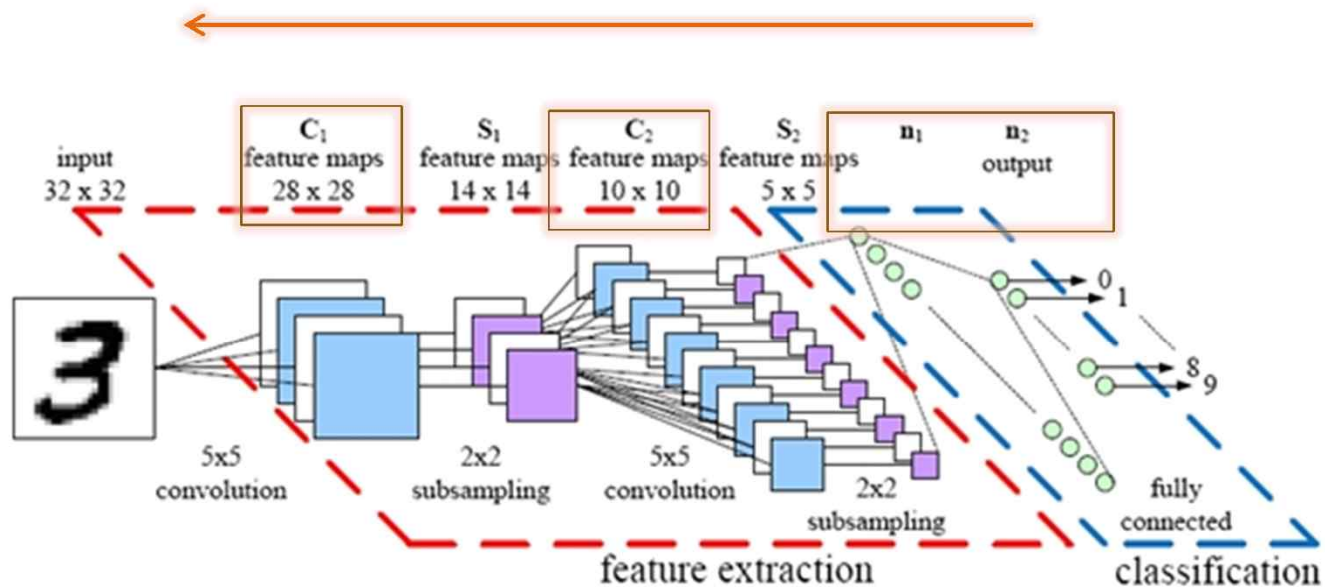 input
32 x 32
C₁
feature maps
28 x 28
S₁
feature maps
14 x 14
C₂
feature maps
10 x 10
S₂
feature maps
5 x 5
n₁
n₂
output
3
0
1
8
9
5x5
convolution
2x2
subsampling
5x5
convolution
2x2
subsampling
fully
connected
feature extraction
classification